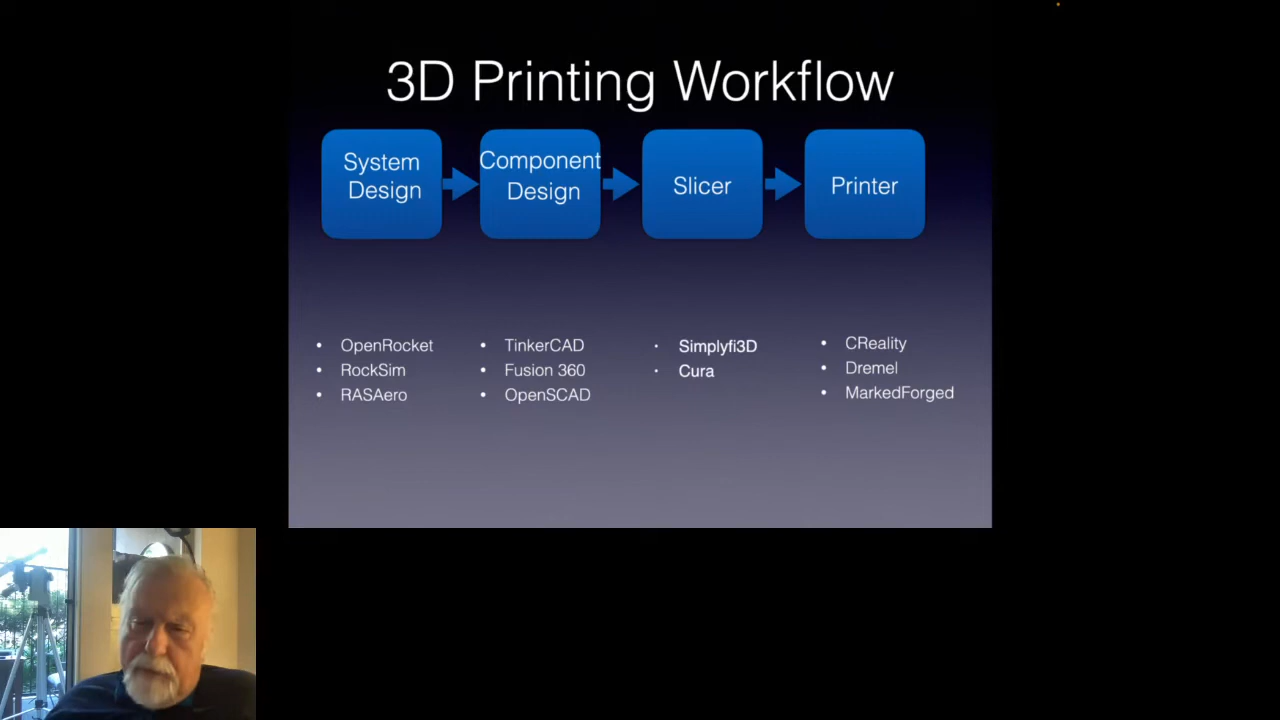 3D Printing Workflow
System
Design
Component
Design
Slicer
Printer
• OpenRocket
• RockSim
• RASAero
• TinkerCAD
• Fusion 360
• OpenSCAD
• Simplyfi3D
• Cura
• CReality
• Dremel
• MarkedForged